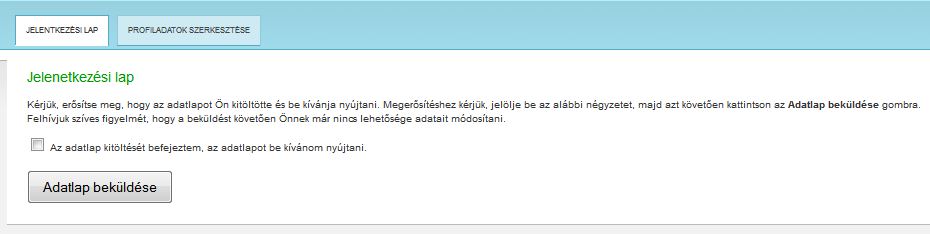 JELENTKEZÉSI LAP
PROFILADATOK SZERKESZTÉSE
Jelenetkezési lap
Kérjük, erősítse meg, hogy az adatlapot Ön kitöltötte és be kívánja nyújtani. Megerősítéshez kérjük, jelölje be az alábbi négyzetet, majd azt követően kattintson az Adatlap beküldése gombra.
Felhívjuk szíves figyelmét, hogy a beküldést követően Önnek már nincs lehetősége adatait módosítani.
Az adatlap kitöltését befejeztem, az adatlapot be kívánom nyújtani.
Adatlap beküldése